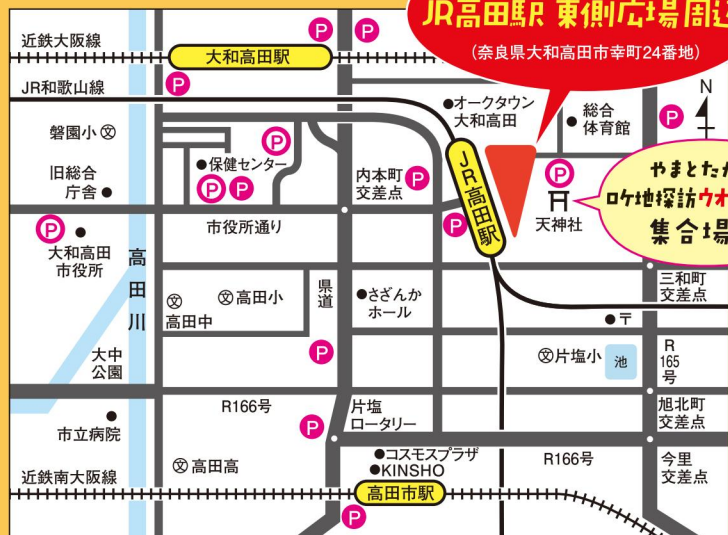 JR高田駅 東側広場周辺
(奈良県大和高田市幸町24番地)
近鉄大阪線
P
P
大和高田駅
P
JR和歌山線
N
オークタウン
大和高田
総合
体育館
P
磐園小 文
P
保健センター
P P
旧総合
庁舎
内本町
交差点
P
JR高田駅
P
天神社
P
やまとたか
ロケ地探訪ウオ
集合場
市役所通り
P
大和高田
市役所
高田川
文
高田中
文高田小
県道
さざんか
ホール
三和町
交差点
〒
P
大中
公園
文片塩小
池
R
165
号
R166号
片塩
ロータリー
旭北町
交差点
市立病院
P
文高田高
コスモスプラザ
KINSHO
R166号
今里
交差点
近鉄南大阪線
高田市駅
P